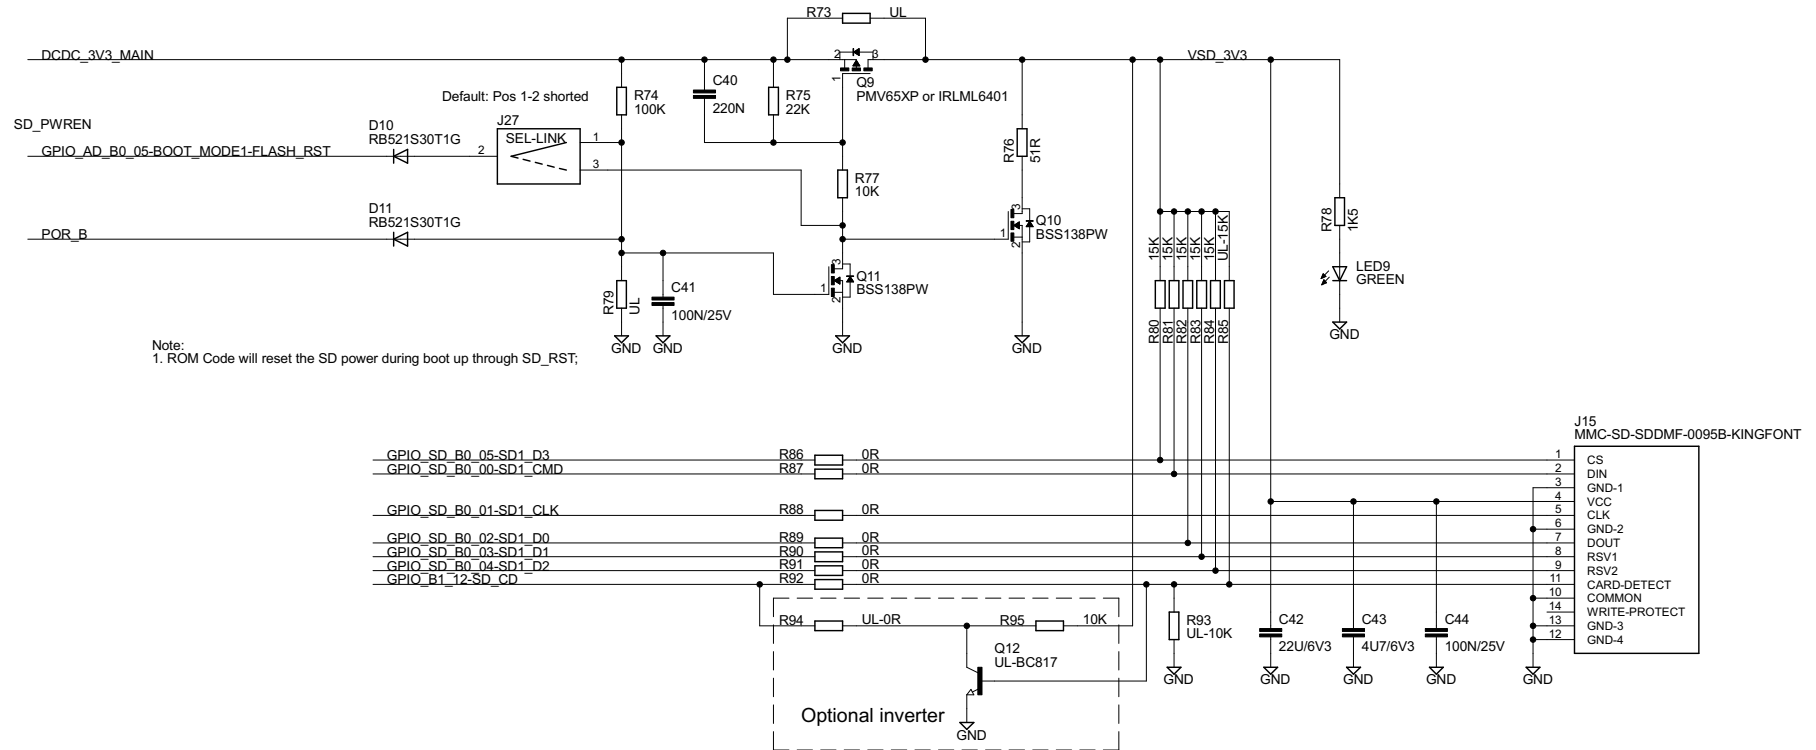 R73 UL
DCDC_3V3_MAIN
2 3
VSD_3V3
1
Q9
PMV65XP or IRLML6401
C40
220N
R74
100K
R75
22K
Default: Pos 1-2 shorted
SD_PWREN
D10
RB521S30T1G
J27
SEL-LINK
1
2
3
GPIO_AD_B0_05-BOOT_MODE1-FLASH_RST
R76
51R
R77
10K
D11
RB521S30T1G
POR_B
3
1
2
Q10
BSS138PW
3
1
2
Q11
BSS138PW
R78
1K5
LED9
GREEN
15K
15K
15K
15K
15K
UL-15K
R80
R81
R82
R83
R84
R85
R79
UL
C41
100N/25V
GND
GND
GND
GND
GND
Note:
1. ROM Code will reset the SD power during boot up through SD_RST;
J15
MMC-SD-SDDMF-0095B-KINGFONT
GPIO_SD_B0_05-SD1_D3 R86 0R 1 CS
GPIO_SD_B0_00-SD1_CMD R87 0R 2 DIN
3 GND-1
4 VCC
GPIO_SD_B0_01-SD1_CLK R88 0R 5 CLK
6 GND-2
GPIO_SD_B0_02-SD1_D0 R89 0R 7 DOUT
GPIO_SD_B0_03-SD1_D1 R90 0R 8 RSV1
GPIO_SD_B0_04-SD1_D2 R91 0R 9 RSV2
GPIO_B1_12-SD_CD R92 0R 11 CARD-DETECT
10 COMMON
14 WRITE-PROTECT
13 GND-3
12 GND-4
R94 UL-0R R95 10K
R93
UL-10K
C42
22U/6V3
C43
4U7/6V3
C44
100N/25V
Q12
UL-BC817
GND
GND
GND
GND
GND
Optional inverter
GND